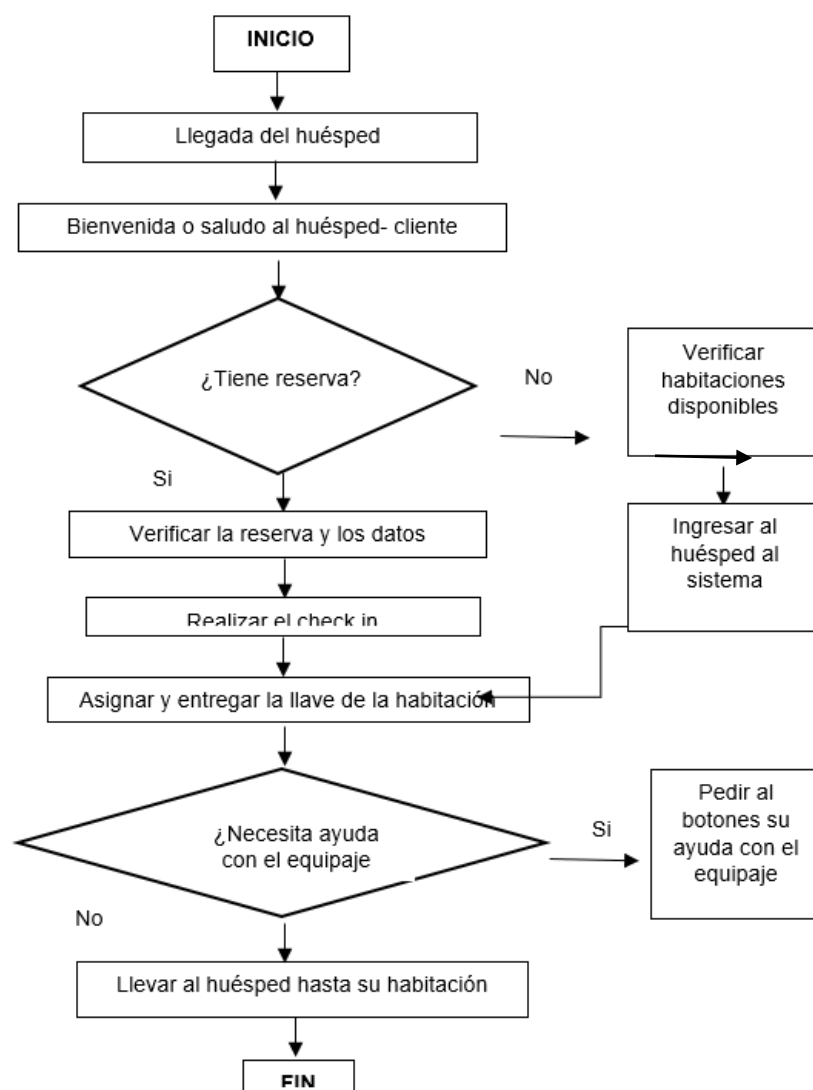 INICIO
Llegada del huésped
Bienvenida o saludo al huésped- cliente
¿Tiene reserva?
No
Verificar
habitaciones
disponibles
Si
Verificar la reserva y los datos
Ingresar al
huésped al
sistema
Realizar el check in
Asignar y entregar la llave de la habitación
¿Necesita ayuda
con el equipaje
Si
Pedir al
botones su
ayuda con el
equipaje
No
Llevar al huésped hasta su habitación
FIN